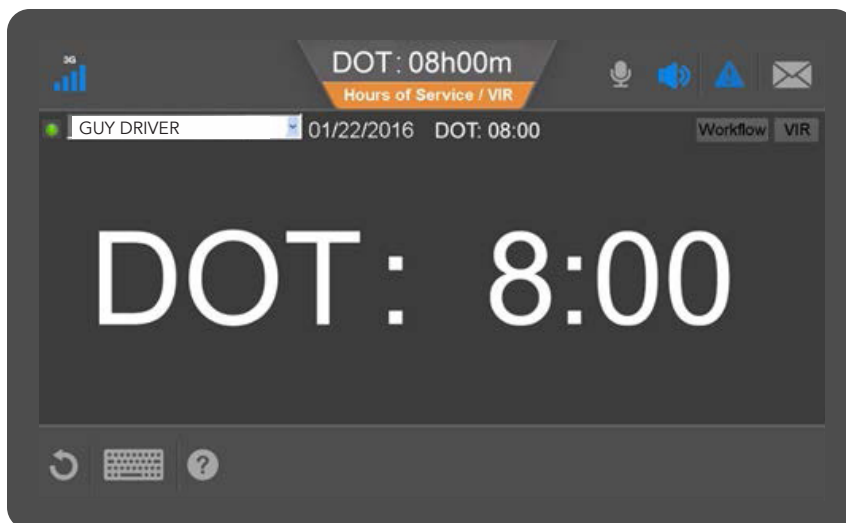 3G
DOT: 08h00m
Hours of Service / VIR
GUY DRIVER 01/22/2016 DOT: 08:00 Workflow VIR
DOT: 8:00
?